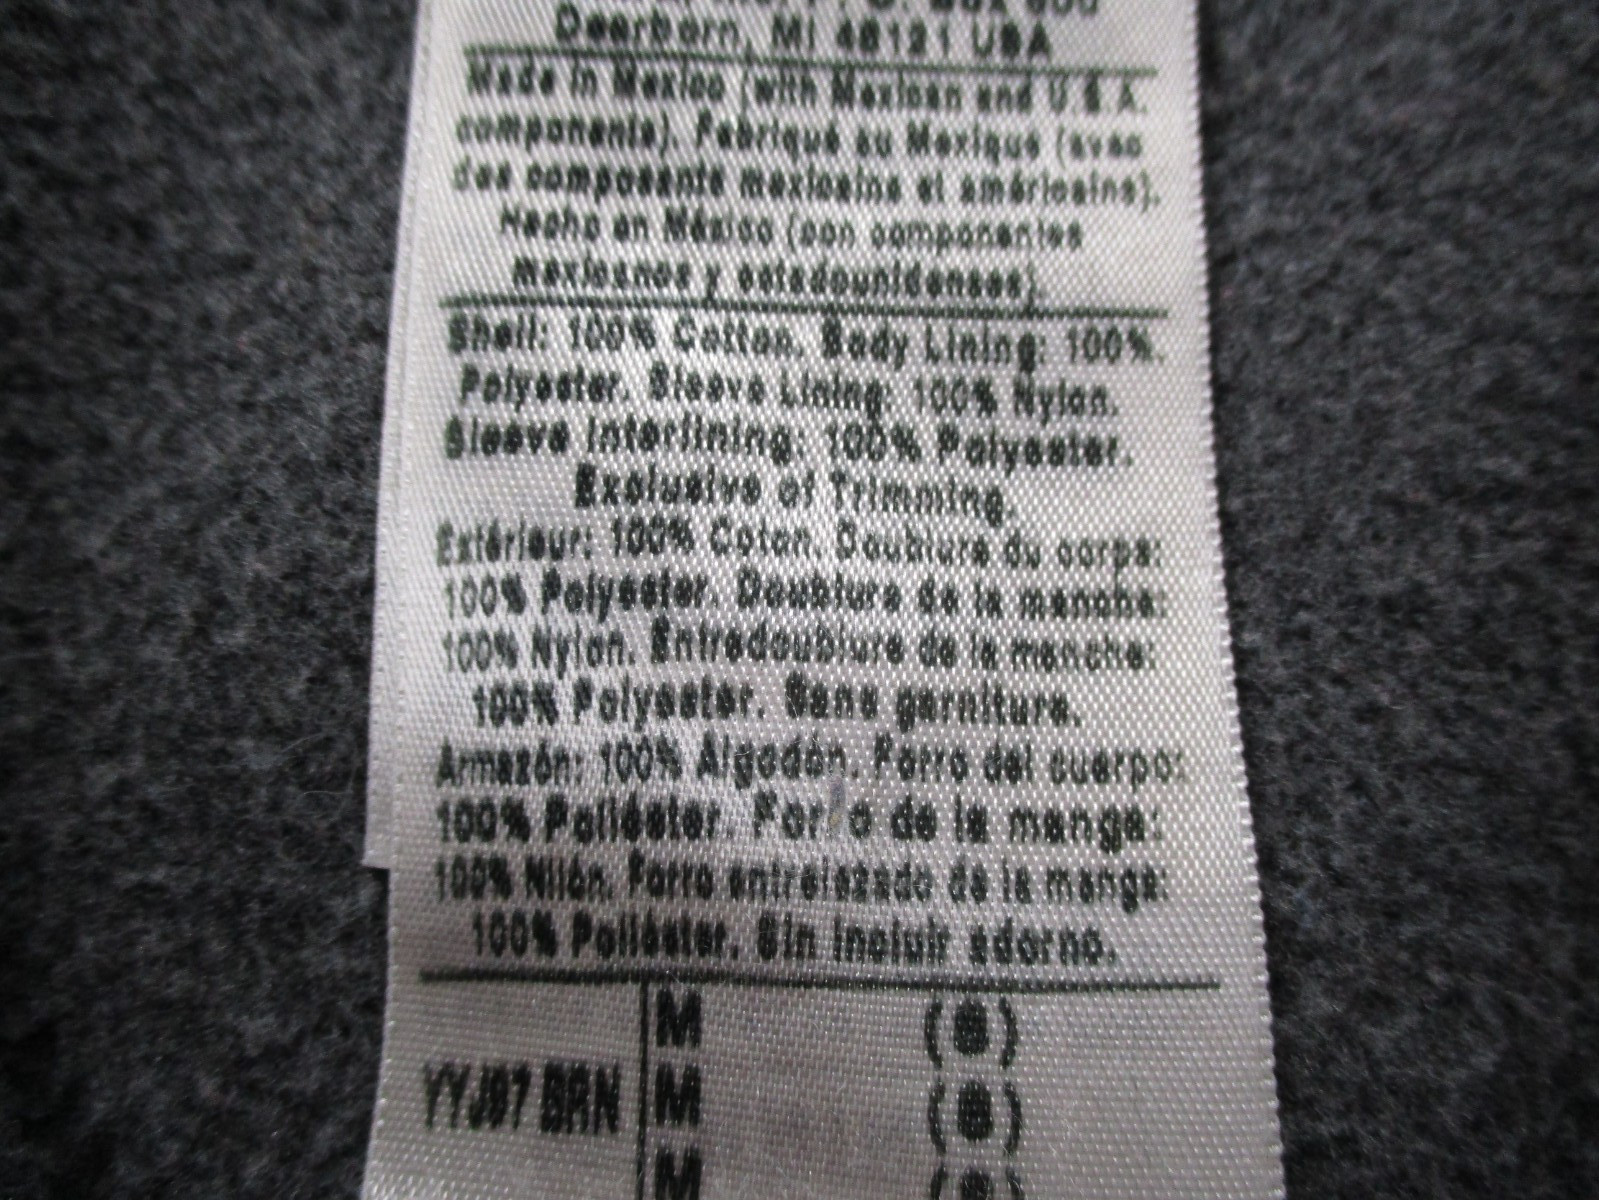 Dearborn, MI 48121 USA
Made in Mexico (with Mexican and U.S.A.
components). Fabriqué au Mexique (avec
des composants mexicains et américains).
Hecho en México (con componentes
mexicanos y estadounidenses)
Shell: 100% Cotton. Body Lining: 100%
Polyester. Sleeve Lining: 100% Nylon.
Sleeve Interlining: 100% Polyester.
Exclusive of Trimming
Extérieur: 100% Coton. Doublure du corps:
100% Polyester. Doublure de la manche:
100% Nylon. Entredoublure de la manche:
100% Polyester. Sans garniture.
Armazón: 100% Algodón. Forro del cuerpo:
100% Poliéster. Forro de la manga:
100% Nilón. Forro entrelazado de la manga:
100% Poliéster. Sin incluir adorno.
YYJ97 BRN
M
M
M